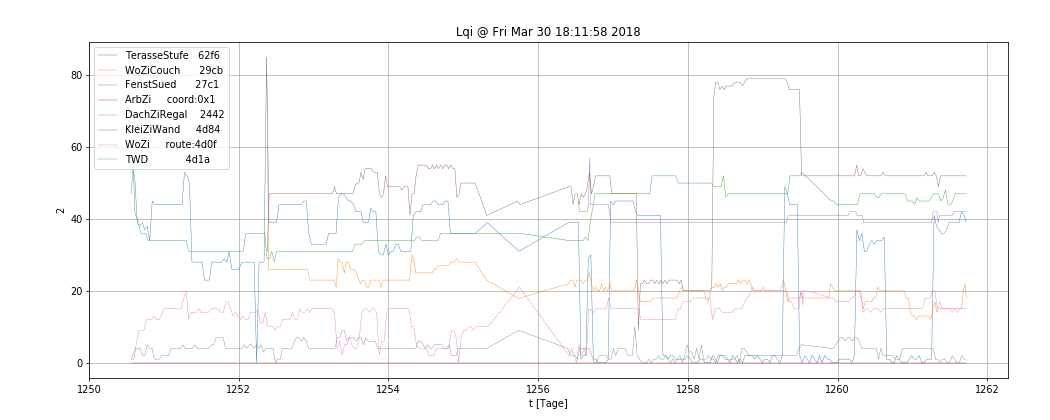 Lqi @ Fri Mar 30 18:11:58 2018
TerasseStufe 62f6
WoZiCouch 29cb
FenstSued 27c1
ArbZi coord:0x1
DachZiRegal 2442
KleiZiWand 4d84
WoZi route:4d0f
TWD 4d1a
80
60
40
20
0
2
1250 1252 1254 1256 1258 1260 1262
t [Tage]